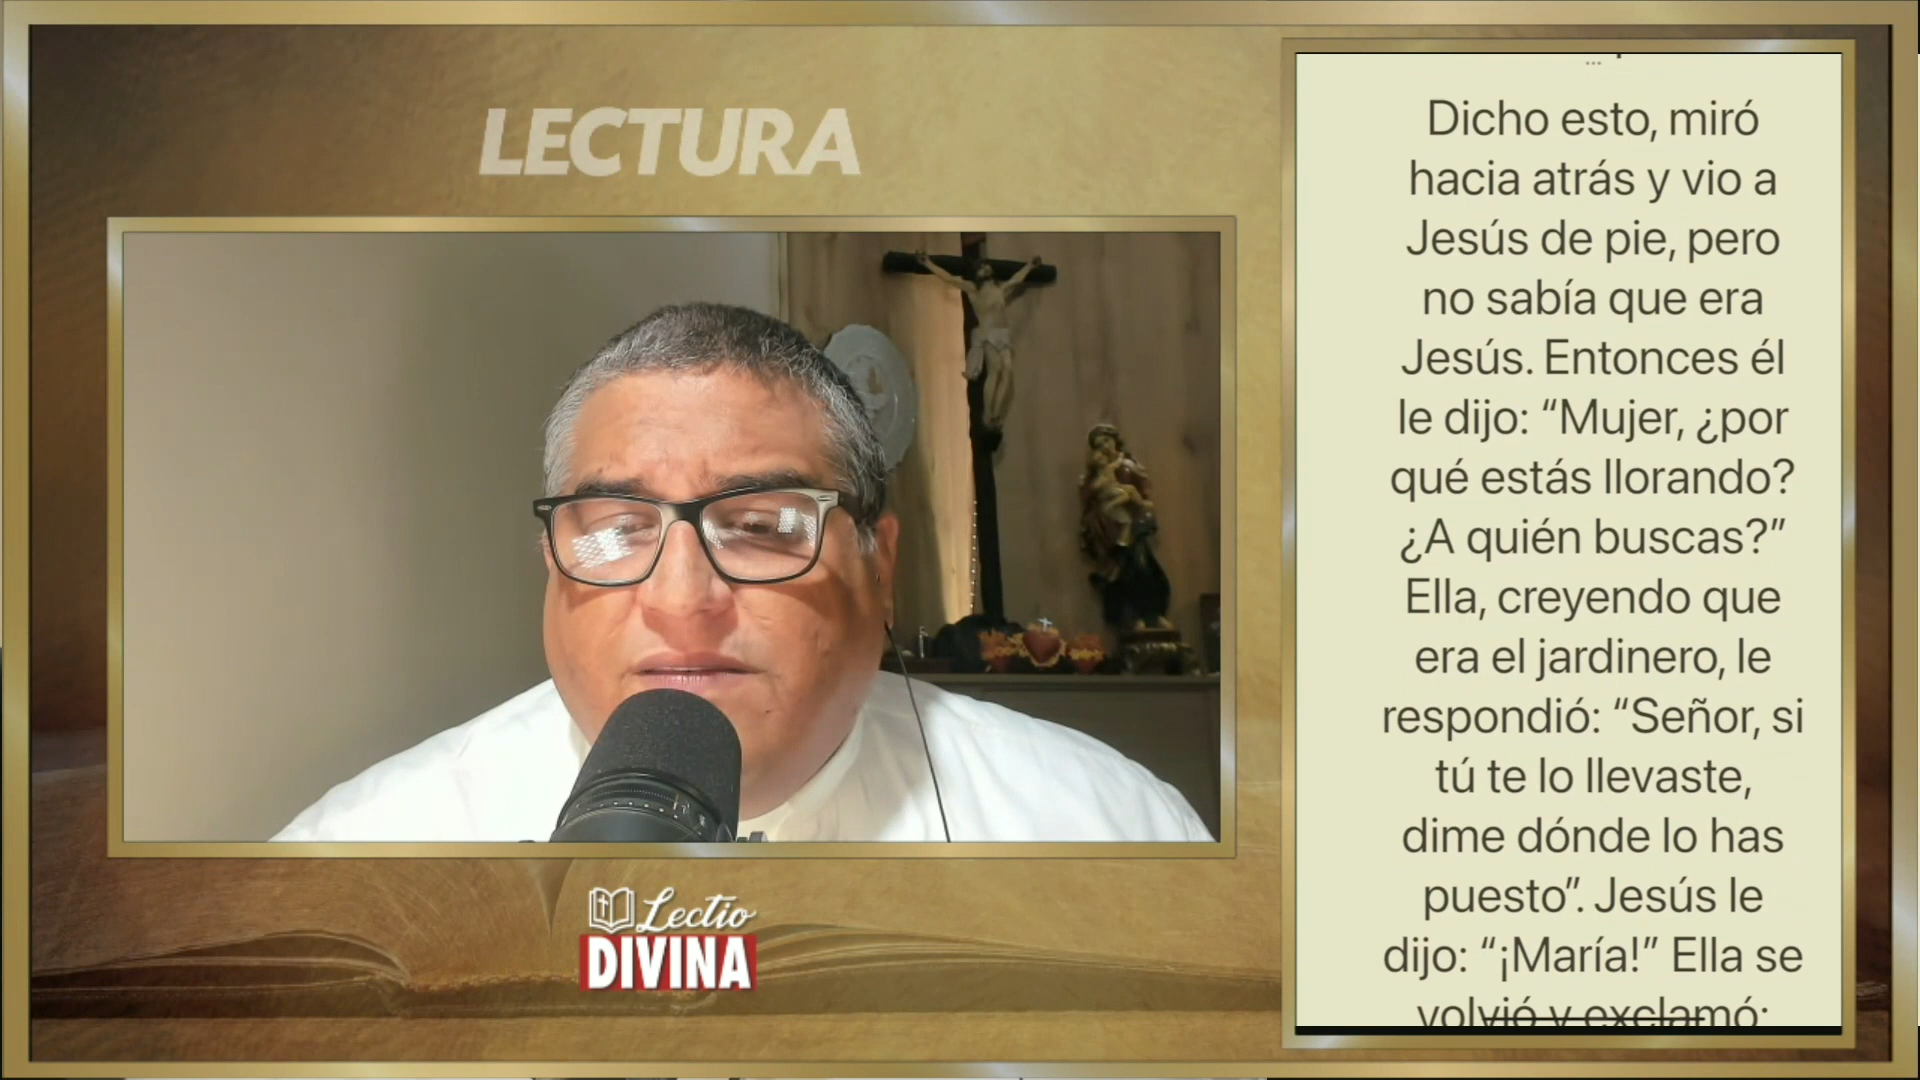 LECTURA
Lectio
DIVINA
Dicho esto, miró
hacia atrás y vio a
Jesús de pie, pero
no sabía que era
Jesús. Entonces él
le dijo: “Mujer, ¿por
qué estás llorando?
¿A quién buscas?”
Ella, creyendo que
era el jardinero, le
respondió: “Señor, si
tú te lo llevaste,
dime dónde lo has
puesto”. Jesús le
dijo: “¡María!” Ella se
volvió y exclamó: